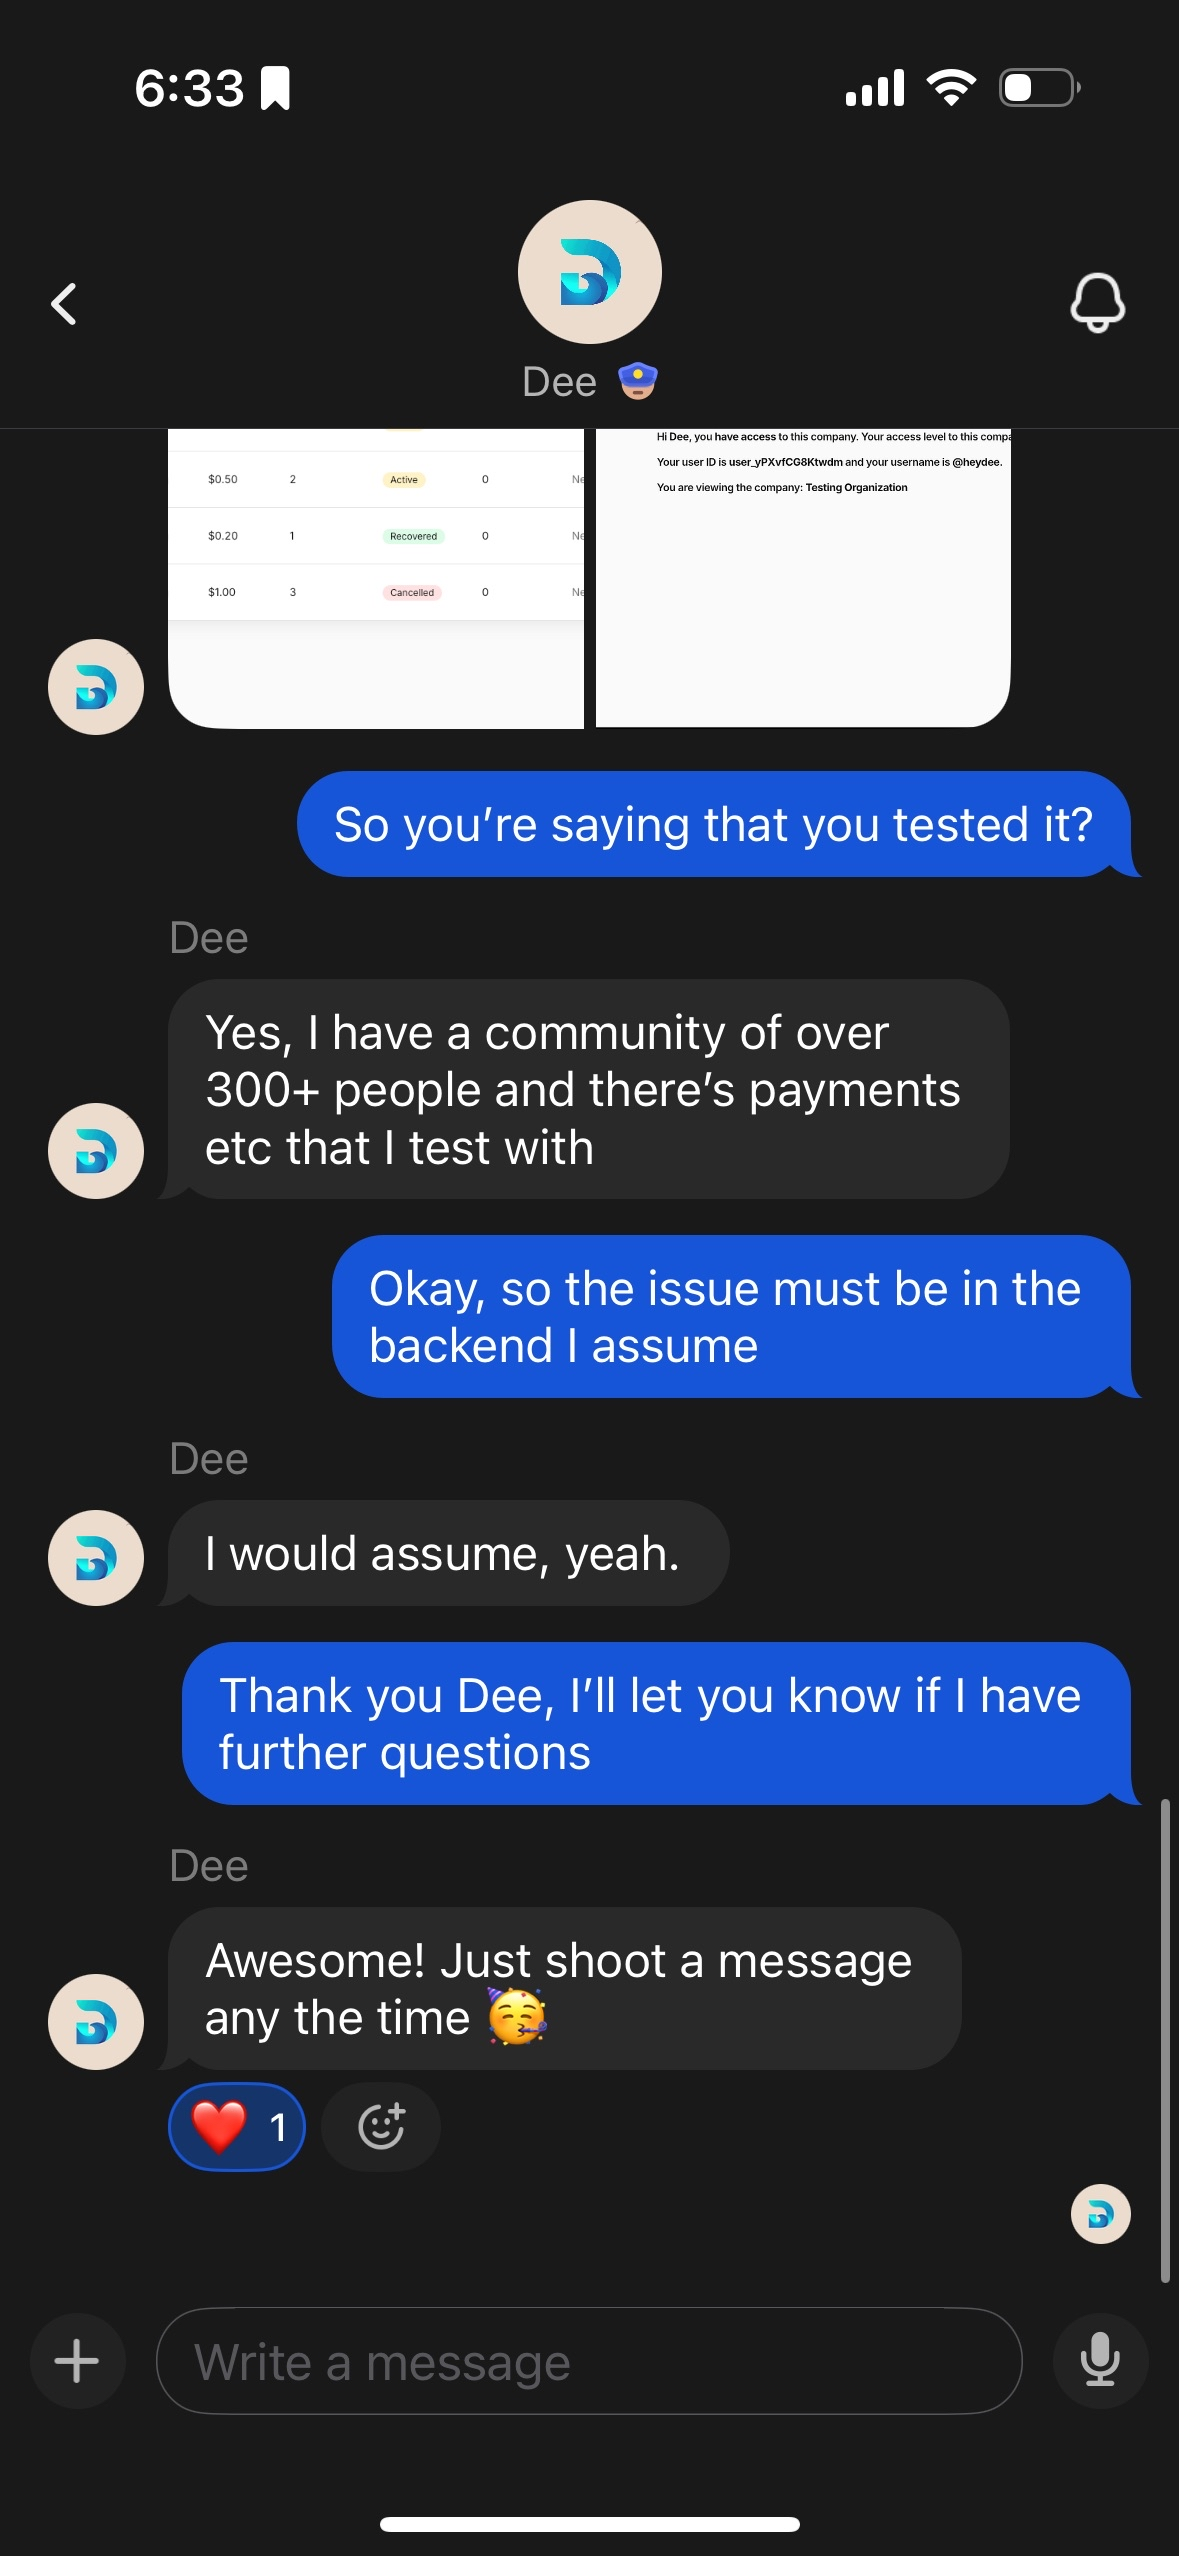 6:33
Dee
$0.50 2 Active 0 Ne
$0.20 1 Recovered 0 Ne
$1.00 3 Cancelled 0 Ne
Hi Dee, you have access to this company. Your access level to this compa
Your user ID is user_yPXvfCG8Ktwdm and your username is @heydee.
You are viewing the company: Testing Organization
So you’re saying that you tested it?
Dee
Yes, I have a community of over
300+ people and there’s payments
etc that I test with
Okay, so the issue must be in the
backend I assume
Dee
I would assume, yeah.
Thank you Dee, I’ll let you know if I have
further questions
Dee
Awesome! Just shoot a message
any the time 🥳
❤️ 1
Write a message